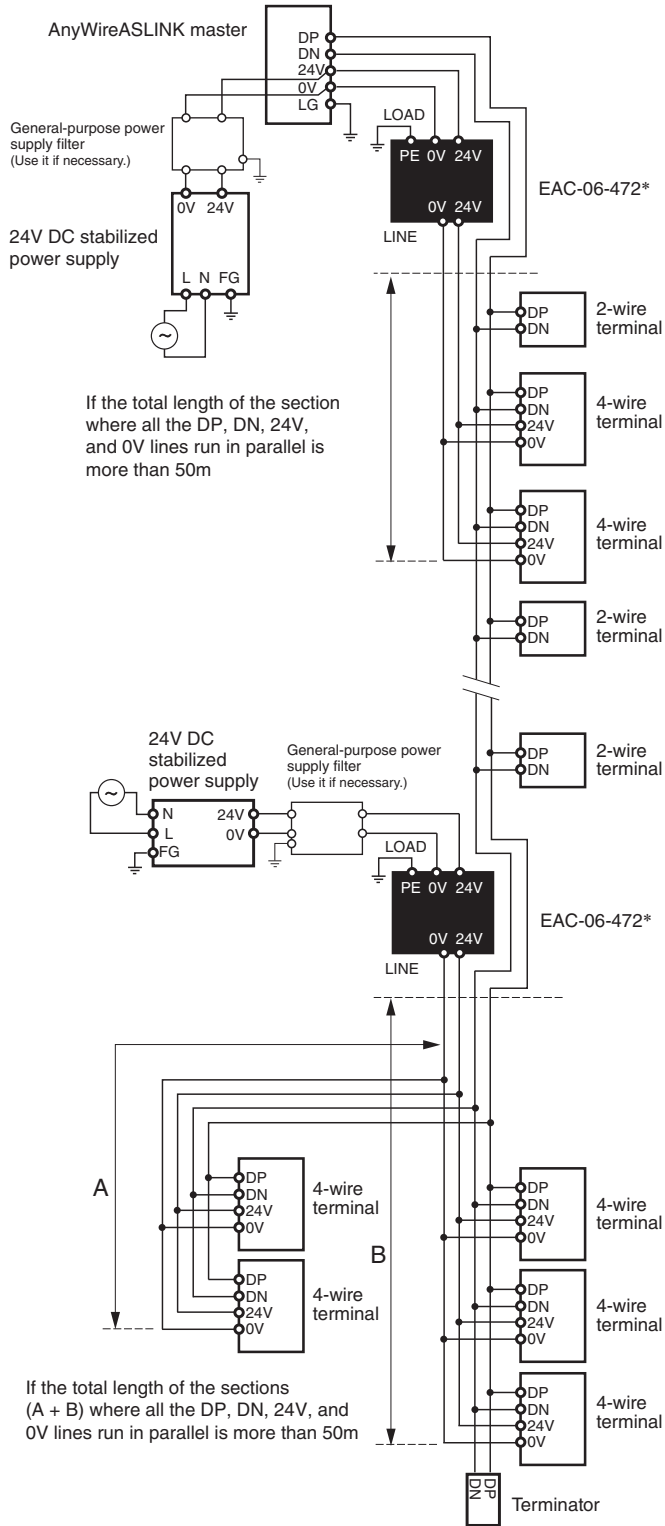 AnyWireASLINK master
DP
DN
24V
0V
LG
General-purpose power
supply filter
(Use it if necessary.)
0V 24V
24V DC stabilized
power supply
L N FG
~
LOAD
PE 0V 24V
0V 24V
LINE
EAC-06-472*
If the total length of the section
where all the DP, DN, 24V,
and 0V lines run in parallel is
more than 50m
DP
DN
2-wire
terminal
DP
DN
24V
0V
4-wire
terminal
DP
DN
24V
0V
4-wire
terminal
DP
DN
2-wire
terminal
DP
DN
2-wire
terminal
24V DC
stabilized
power supply
~
N
L
FG
24V
0V
General-purpose power
supply filter
(Use it if necessary.)
LOAD
PE 0V 24V
0V 24V
LINE
EAC-06-472*
A
DP
DN
24V
0V
4-wire
terminal
DP
DN
24V
0V
4-wire
terminal
B
DP
DN
24V
0V
4-wire
terminal
DP
DN
24V
0V
4-wire
terminal
DP
DN
24V
0V
4-wire
terminal
If the total length of the sections
(A + B) where all the DP, DN, 24V, and
0V lines run in parallel is more than 50m
DP
DN
Terminator